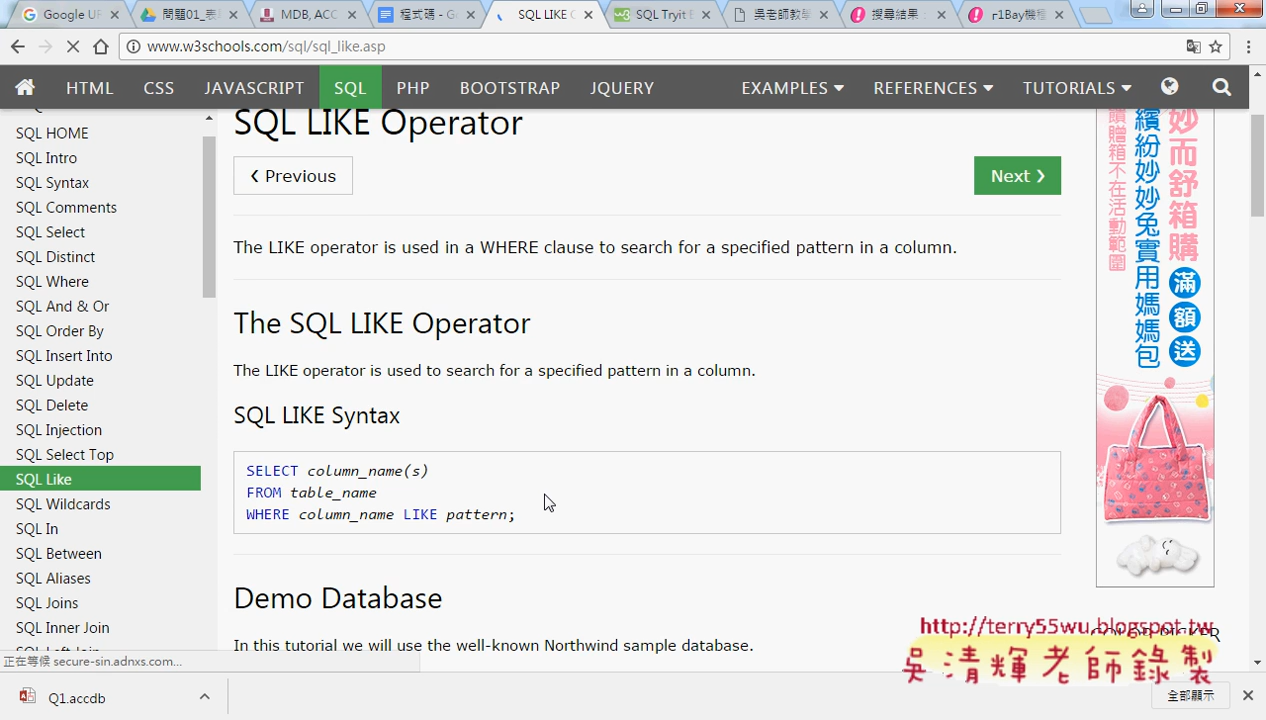 Google UR
問題01_表
MDB, ACC
程式碼 - G
SQL LIKE O
SQL Tryit E
吳老師教學
搜尋結果 :
r1Bay機
www.w3schools.com/sql/sql_like.asp
HTML CSS JAVASCRIPT SQL PHP BOOTSTRAP JQUERY EXAMPLES REFERENCES TUTORIALS
SQL HOME
SQL Intro
SQL Syntax
SQL Comments
SQL Select
SQL Distinct
SQL Where
SQL And & Or
SQL Order By
SQL Insert Into
SQL Update
SQL Delete
SQL Injection
SQL Select Top
SQL Like
SQL Wildcards
SQL In
SQL Between
SQL Aliases
SQL Joins
SQL Inner Join
SQL Left Join
SQL LIKE Operator
❮ Previous
Next ❯
The LIKE operator is used in a WHERE clause to search for a specified pattern in a column.
The SQL LIKE Operator
The LIKE operator is used to search for a specified pattern in a column.
SQL LIKE Syntax
SELECT column_name(s)
FROM table_name
WHERE column_name LIKE pattern;
Demo Database
In this tutorial we will use the well-known Northwind sample database.
妙而舒箱購
滿額送
繽紛妙妙兔實用媽媽包
贈箱不在活動範圍
COLOR PICKER
http://terry55wu.blogspot.tw
吳清輝老師錄製
正在等候 secure-sin.adnxs.com...
Q1.accdb
全部顯示